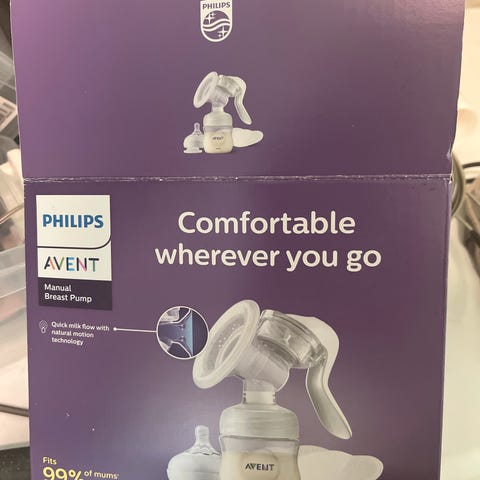 PHILIPS
AVENT
Comfortable
wherever you go
PHILIPS
AVENT
Manual
Breast Pump
Quick milk flow with
natural motion
technology
AVENT
Fits
99% of mums